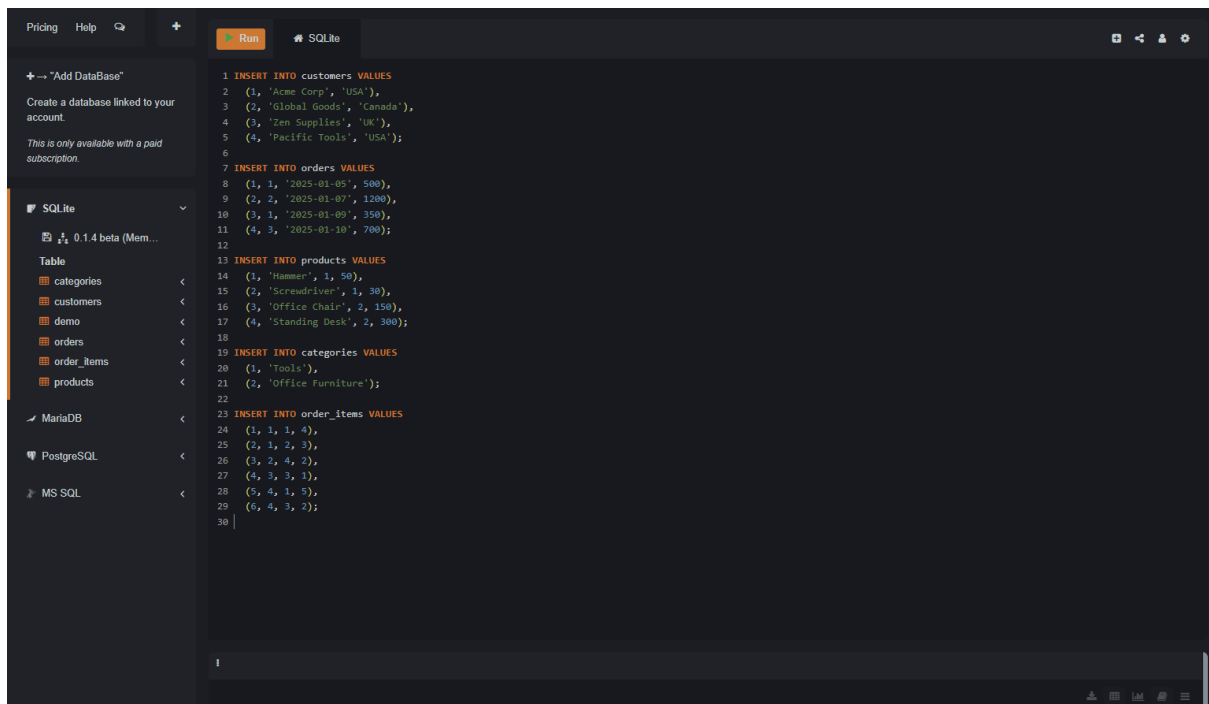 Pricing Help
Run
SQLite
→ "Add DataBase"
Create a database linked to your
account.
This is only available with a paid
subscription.
SQLite
0.1.4 beta (Mem...
Table
categories
customers
demo
orders
order_items
products
MariaDB
PostgreSQL
MS SQL
1 INSERT INTO customers VALUES
2 (1, 'Acme Corp', 'USA'),
3 (2, 'Global Goods', 'Canada'),
4 (3, 'Zen Supplies', 'UK'),
5 (4, 'Pacific Tools', 'USA');
6
7 INSERT INTO orders VALUES
8 (1, 1, '2025-01-05', 500),
9 (2, 2, '2025-01-07', 1200),
10 (3, 1, '2025-01-09', 350),
11 (4, 3, '2025-01-10', 700);
12
13 INSERT INTO products VALUES
14 (1, 'Hammer', 1, 50),
15 (2, 'Screwdriver', 1, 30),
16 (3, 'Office Chair', 2, 150),
17 (4, 'Standing Desk', 2, 300);
18
19 INSERT INTO categories VALUES
20 (1, 'Tools'),
21 (2, 'Office Furniture');
22
23 INSERT INTO order_items VALUES
24 (1, 1, 1, 4),
25 (2, 1, 2, 3),
26 (3, 2, 4, 2),
27 (4, 3, 3, 1),
28 (5, 4, 1, 5),
29 (6, 4, 3, 2);
30
!